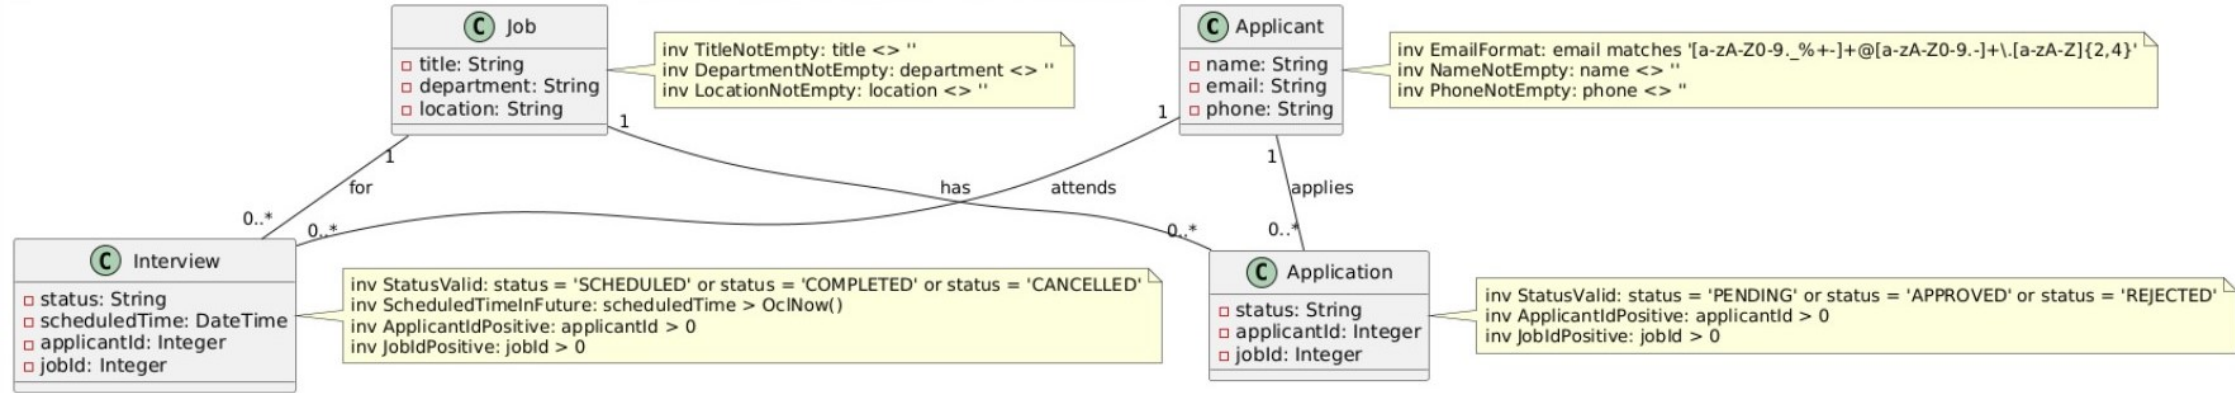 C Job
title: String
department: String
location: String
inv TitleNotEmpty: title <> ''
inv DepartmentNotEmpty: department <> ''
inv LocationNotEmpty: location <> ''
C Applicant
name: String
email: String
phone: String
inv EmailFormat: email matches '[a-zA-Z0-9._%+-]+@[a-zA-Z0-9.-]+\.[a-zA-Z]{2,4}'
inv NameNotEmpty: name <> ''
inv PhoneNotEmpty: phone <> ''
1
1
1
1
for
has
attends
applies
0..*
0..*
0..*
0..*
C Interview
status: String
scheduledTime: DateTime
applicantId: Integer
jobId: Integer
inv StatusValid: status = 'SCHEDULED' or status = 'COMPLETED' or status = 'CANCELLED'
inv ScheduledTimeInFuture: scheduledTime > OclNow()
inv ApplicantIdPositive: applicantId > 0
inv JobIdPositive: jobId > 0
C Application
status: String
applicantId: Integer
jobId: Integer
inv StatusValid: status = 'PENDING' or status = 'APPROVED' or status = 'REJECTED'
inv ApplicantIdPositive: applicantId > 0
inv JobIdPositive: jobId > 0